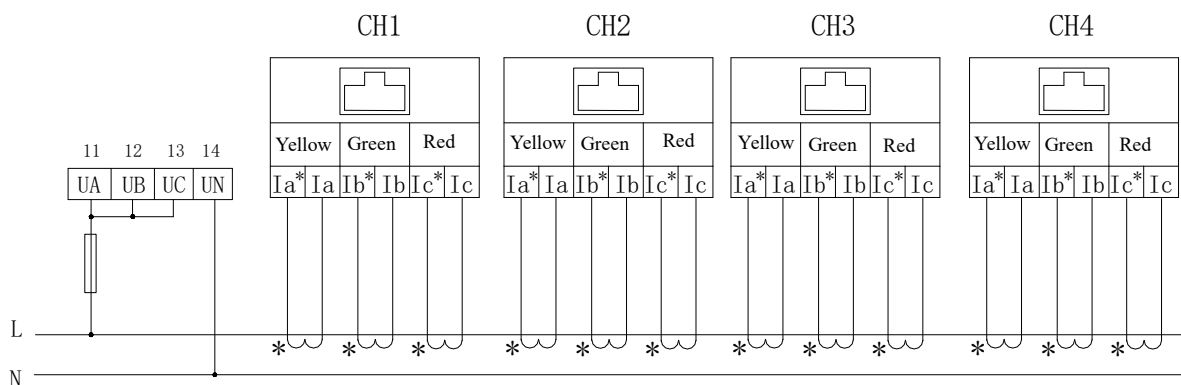 CH1 CH2 CH3 CH4
Yellow Green Red Yellow Green Red Yellow Green Red Yellow Green Red
11 12 13 14
UA UB UC UN Ia* Ia Ib* Ib Ic* Ic Ia* Ia Ib* Ib Ic* Ic Ia* Ia Ib* Ib Ic* Ic Ia* Ia Ib* Ib Ic* Ic
L
* * * * * * * * * * * *
N